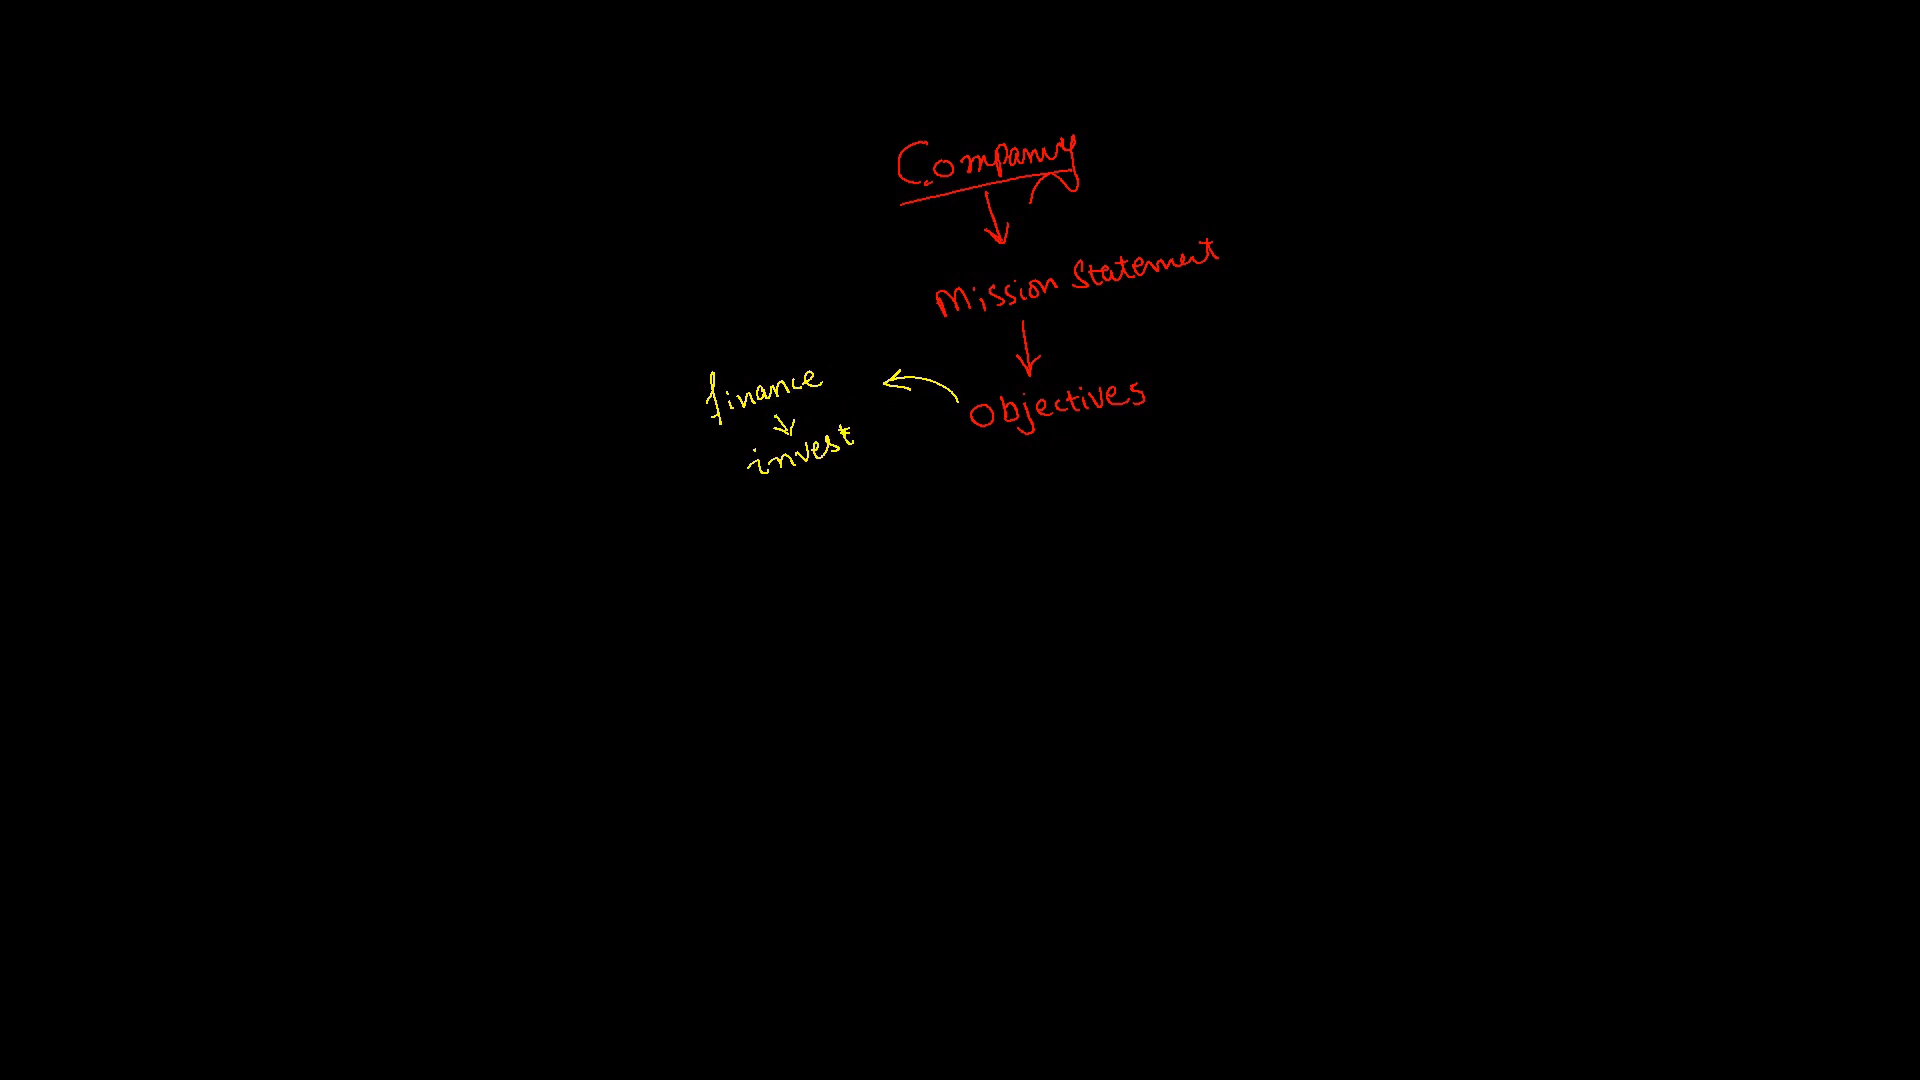 Company
Mission Statement
Objectives
finance
invest